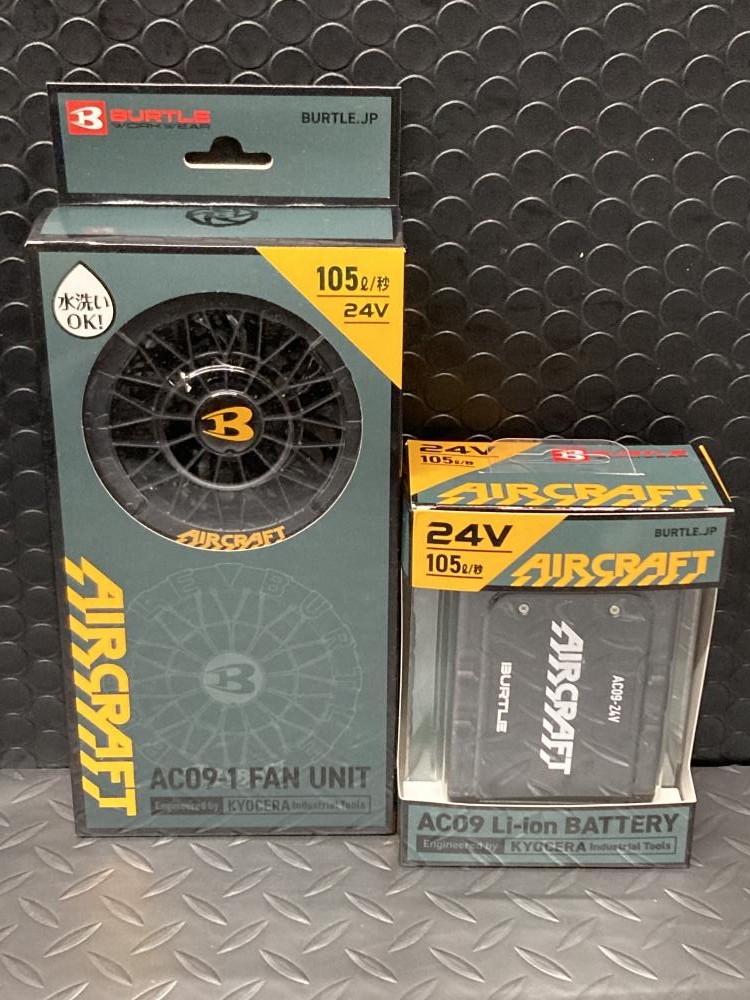 BURTLE
WORK WEAR
BURTLE.JP
水洗い
OK!
105ℓ/秒
24V
B
AIRCRAFT
AIRCRAFT
B
AC09-1 FAN UNIT
Engineered by KYOCERA Industrial Tools
24V
105ℓ/秒
AIRCRAFT
24V
105ℓ/秒
BURTLE.JP
AIRCRAFT
AC09-24V
AIRCRAFT
BURTLE
AC09 Li-ion BATTERY
Engineered by KYOCERA Industrial Tools